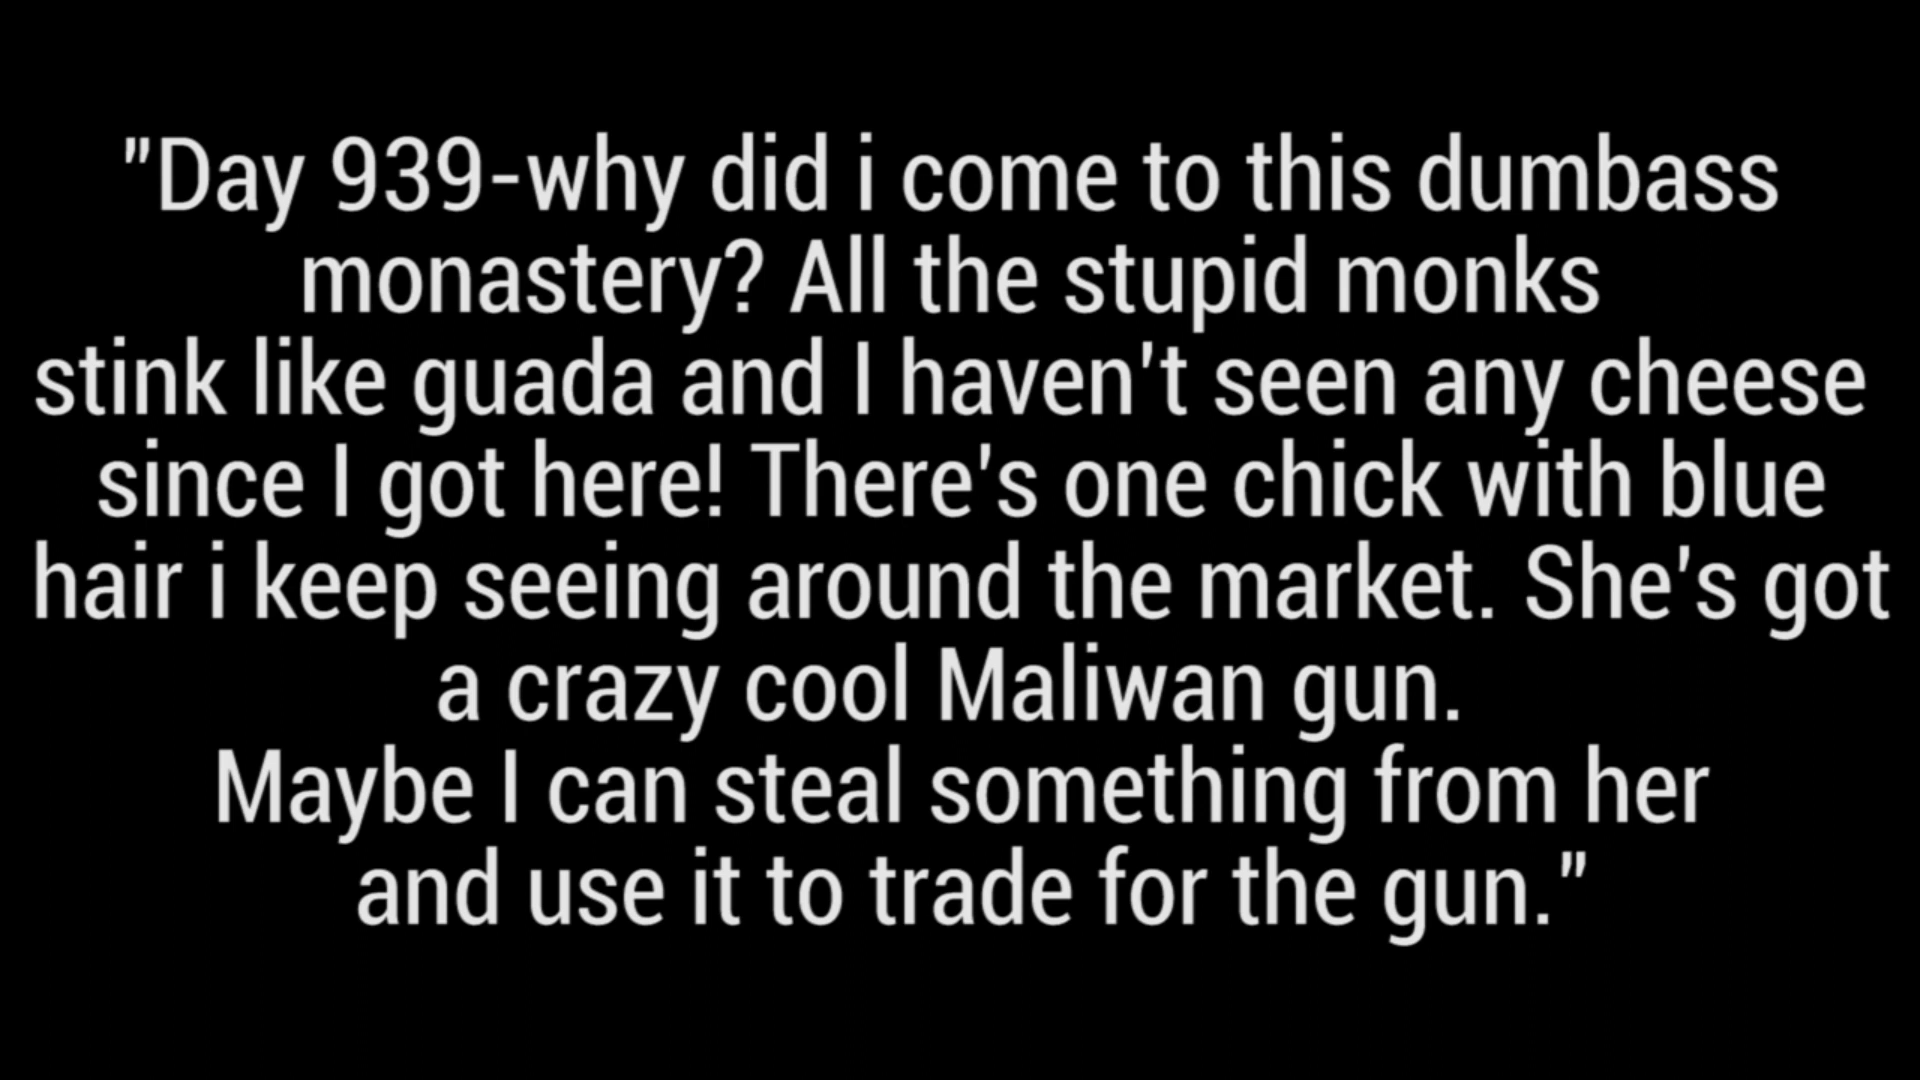 "Day 939-why did i come to this dumbass
monastery? All the stupid monks
stink like guada and I haven't seen any cheese
since I got here! There's one chick with blue
hair i keep seeing around the market. She's got
a crazy cool Maliwan gun.
Maybe I can steal something from her
and use it to trade for the gun."